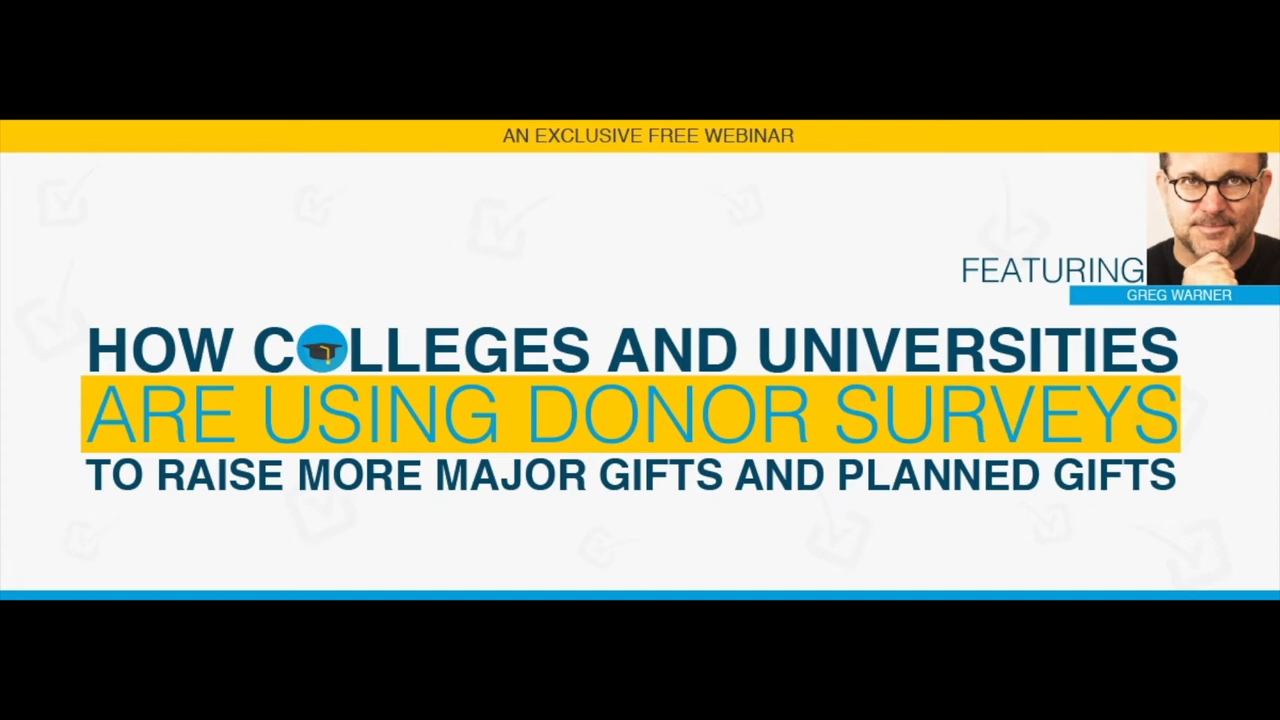 AN EXCLUSIVE FREE WEBINAR
FEATURING
GREG WARNER
HOW COLLEGES AND UNIVERSITIES
ARE USING DONOR SURVEYS
TO RAISE MORE MAJOR GIFTS AND PLANNED GIFTS